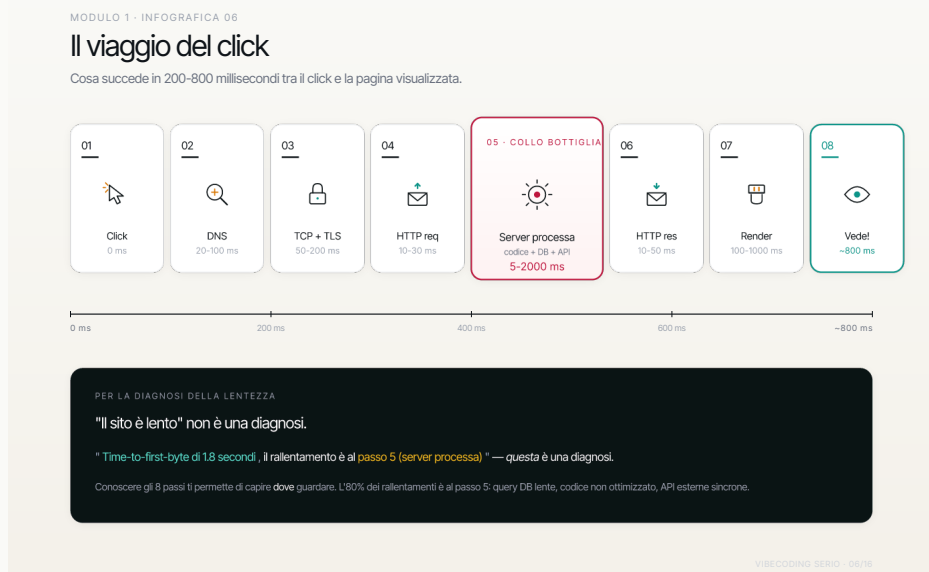 MODULO 1 · INFOGRAFICA 06
Il viaggio del click
Cosa succede in 200-800 millisecondi tra il click e la pagina visualizzata.
01
Click
0 ms
02
DNS
20-100 ms
03
TCP + TLS
50-200 ms
04
HTTP req
10-30 ms
05 · COLLO BOTTIGLIA
Server processa
codice + DB + API
5-2000 ms
06
HTTP res
10-50 ms
07
Render
100-1000 ms
08
Vede!
~800 ms
0 ms
200 ms
400 ms
600 ms
~800 ms
PER LA DIAGNOSI DELLA LENTEZZA
"Il sito è lento" non è una diagnosi.
" Time-to-first-byte di 1.8 secondi , il rallentamento è al passo 5 (server processa) " — questa è una diagnosi.
Conoscere gli 8 passi ti permette di capire dove guardare. L'80% dei rallentamenti è al passo 5: query DB lente, codice non ottimizzato, API esterne sincrone.
VIBECODING SERIO · 06/16